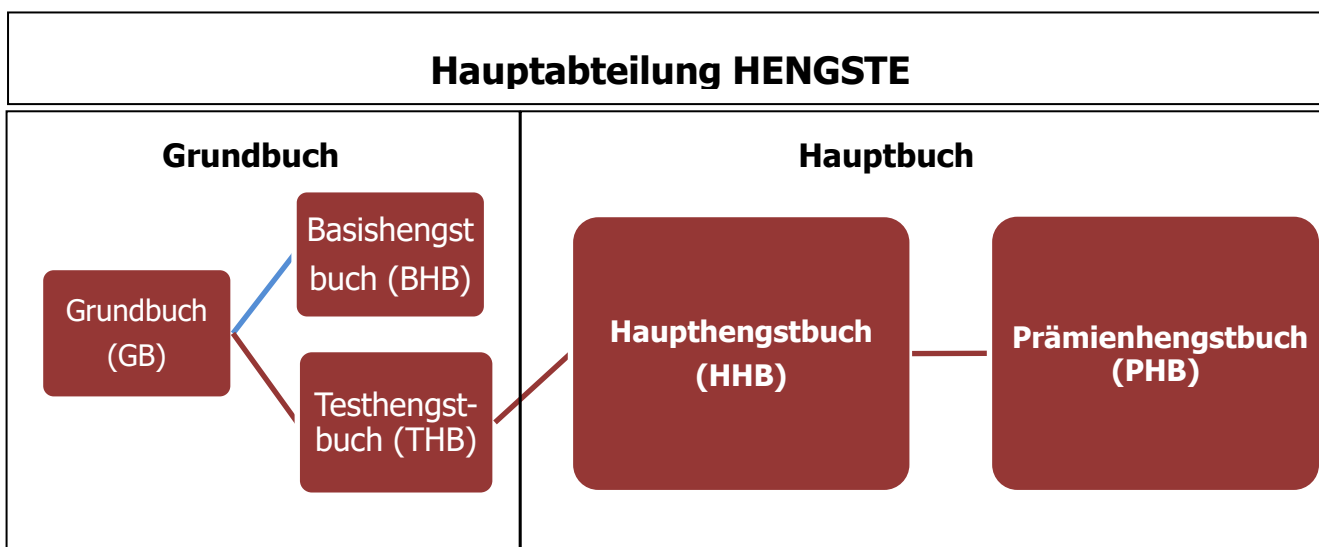 Hauptabteilung HENGSTE
Grundbuch
Hauptbuch
Grundbuch
(GB)
Basishengst
buch (BHB)
Testhengst-
buch (THB)
Haupthengstbuch
(HHB)
Prämienhengstbuch
(PHB)